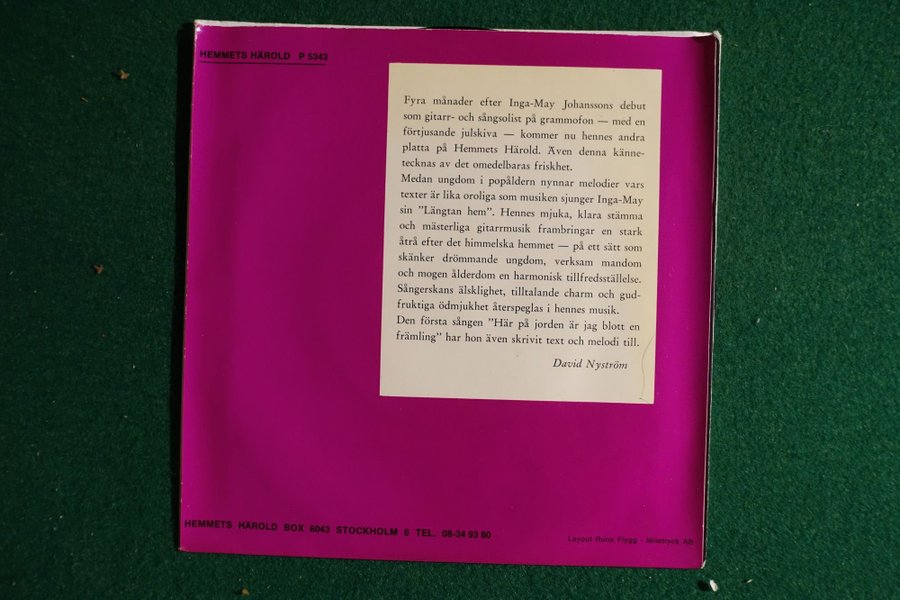 HEMMETS HÄROLD P 5343
Fyra månader efter Inga-May Johanssons debut
som gitarr- och sångsolist på grammofon — med en
förtjusande julskiva — kommer nu hennes andra
platta på Hemmets Härold. Även denna känne-
tecknas av det omedelbaras friskhet.
Medan ungdom i popåldern nynnar melodier vars
texter är lika oroliga som musiken sjunger Inga-May
sin ”Längtan hem”. Hennes mjuka, klara stämma
och mästerliga gitarrmusik frambringar en stark
åtrå efter det himmelska hemmet — på ett sätt som
skänker drömmande ungdom, verksam mandom
och mogen ålderdom en harmonisk tillfredsställelse.
Sångerskans älsklighet, tilltalande charm och gud-
fruktiga ödmjukhet återspeglas i hennes musik.
Den första sången ”Här på jorden är jag blott en
främling” har hon även skrivit text och melodi till.
David Nyström
HEMMETS HÄROLD BOX 6043 STOCKHOLM 6 TEL. 08-34 93 80
Layout Rune Flygg - Miletryck AB